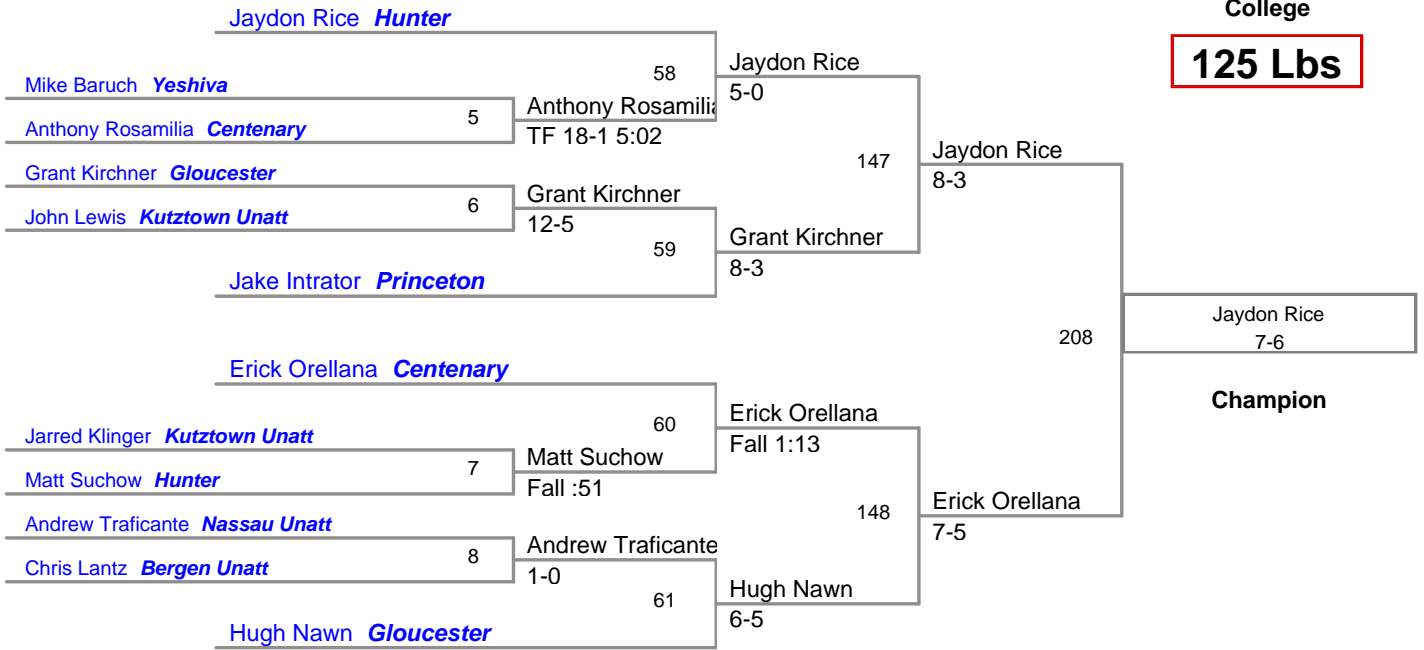 College
125 Lbs
Jaydon Rice Hunter
Mike Baruch Yeshiva
5
Anthony Rosamilia Centenary
Anthony Rosamilia
TF 18-1 5:02
58
Jaydon Rice
5-0
Grant Kirchner Gloucester
6
John Lewis Kutztown Unatt
Grant Kirchner
12-5
59
Grant Kirchner
8-3
Jake Intrator Princeton
147
Jaydon Rice
8-3
Erick Orellana Centenary
Jarred Klinger Kutztown Unatt
7
Matt Suchow Hunter
Matt Suchow
Fall :51
60
Erick Orellana
Fall 1:13
Andrew Traficante Nassau Unatt
8
Chris Lantz Bergen Unatt
Andrew Traficante
1-0
61
Hugh Nawn
6-5
Hugh Nawn Gloucester
148
Erick Orellana
7-5
208
Jaydon Rice
7-6
Champion